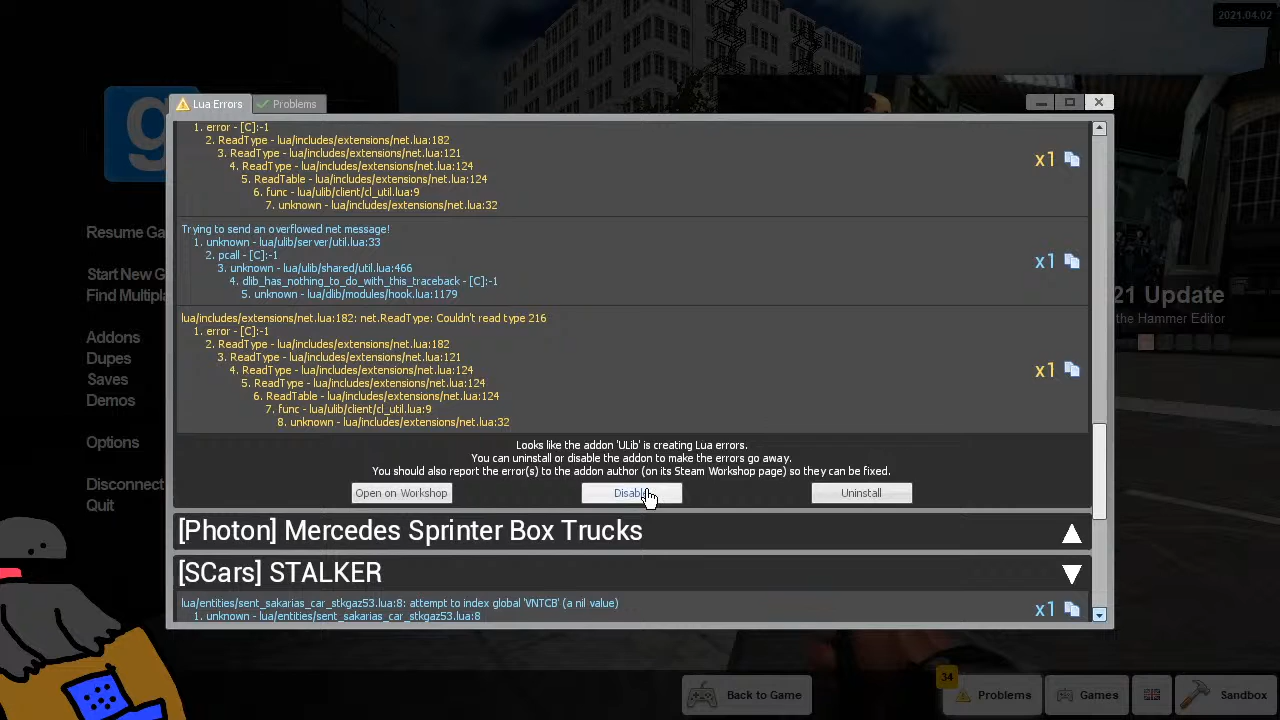 2021.04.02
Lua Errors
Problems
1. error - [C]:-1
2. ReadType - lua/includes/extensions/net.lua:182
3. ReadType - lua/includes/extensions/net.lua:121
4. ReadType - lua/includes/extensions/net.lua:124
5. ReadTable - lua/includes/extensions/net.lua:124
6. func - lua/ulib/client/cl_util.lua:9
7. unknown - lua/includes/extensions/net.lua:32
x1
Trying to send an overflowed net message!
1. unknown - lua/ulib/server/util.lua:33
2. pcall - [C]:-1
3. unknown - lua/ulib/shared/util.lua:466
4. dlib_has_nothing_to_do_with_this_traceback - [C]:-1
5. unknown - lua/dlib/modules/hook.lua:1179
x1
lua/includes/extensions/net.lua:182: net.ReadType: Couldn't read type 216
1. error - [C]:-1
2. ReadType - lua/includes/extensions/net.lua:182
3. ReadType - lua/includes/extensions/net.lua:121
4. ReadType - lua/includes/extensions/net.lua:124
5. ReadType - lua/includes/extensions/net.lua:124
6. ReadTable - lua/includes/extensions/net.lua:124
7. func - lua/ulib/client/cl_util.lua:9
8. unknown - lua/includes/extensions/net.lua:32
x1
Looks like the addon 'ULib' is creating Lua errors.
You can uninstall or disable the addon to make the errors go away.
You should also report the error(s) to the addon author (on its Steam Workshop page) so they can be fixed.
Open on Workshop
Disable
Uninstall
[Photon] Mercedes Sprinter Box Trucks
[SCars] STALKER
lua/entities/sent_sakarias_car_stkgaz53.lua:8: attempt to index global 'VNTCB' (a nil value)
1. unknown - lua/entities/sent_sakarias_car_stkgaz53.lua:8
x1
g
Resume Ga
Start New G
Find Multipla
Addons
Dupes
Saves
Demos
Options
Disconnect
Quit
21 Update
the Hammer Editor
Back to Game
34
Problems
Games
Sandbox